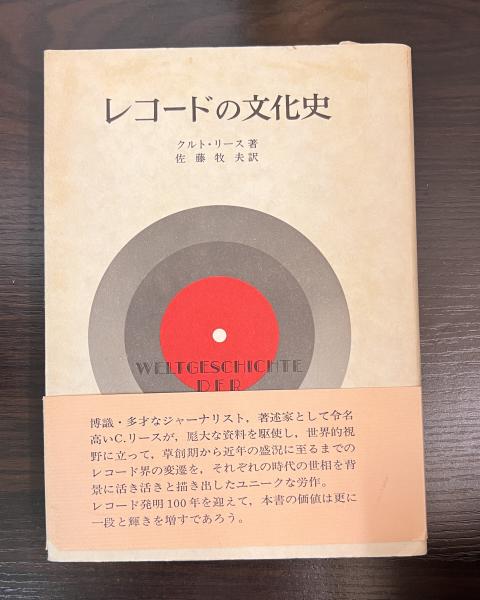 レコードの文化史
クルト・リース著
佐藤牧夫訳
WELTGESCHICHTE
DER
博識・多才なジャーナリスト，著述家として令名
高いC.リースが，厖大な資料を駆使し，世界的視
野に立って，草創期から近年の盛況に至るまでの
レコード界の変遷を，それぞれの時代の世相を背
景に活き活きと描き出したユニークな労作。
レコード発明100年を迎えて，本書の価値は更に
一段と輝きを増すであろう。